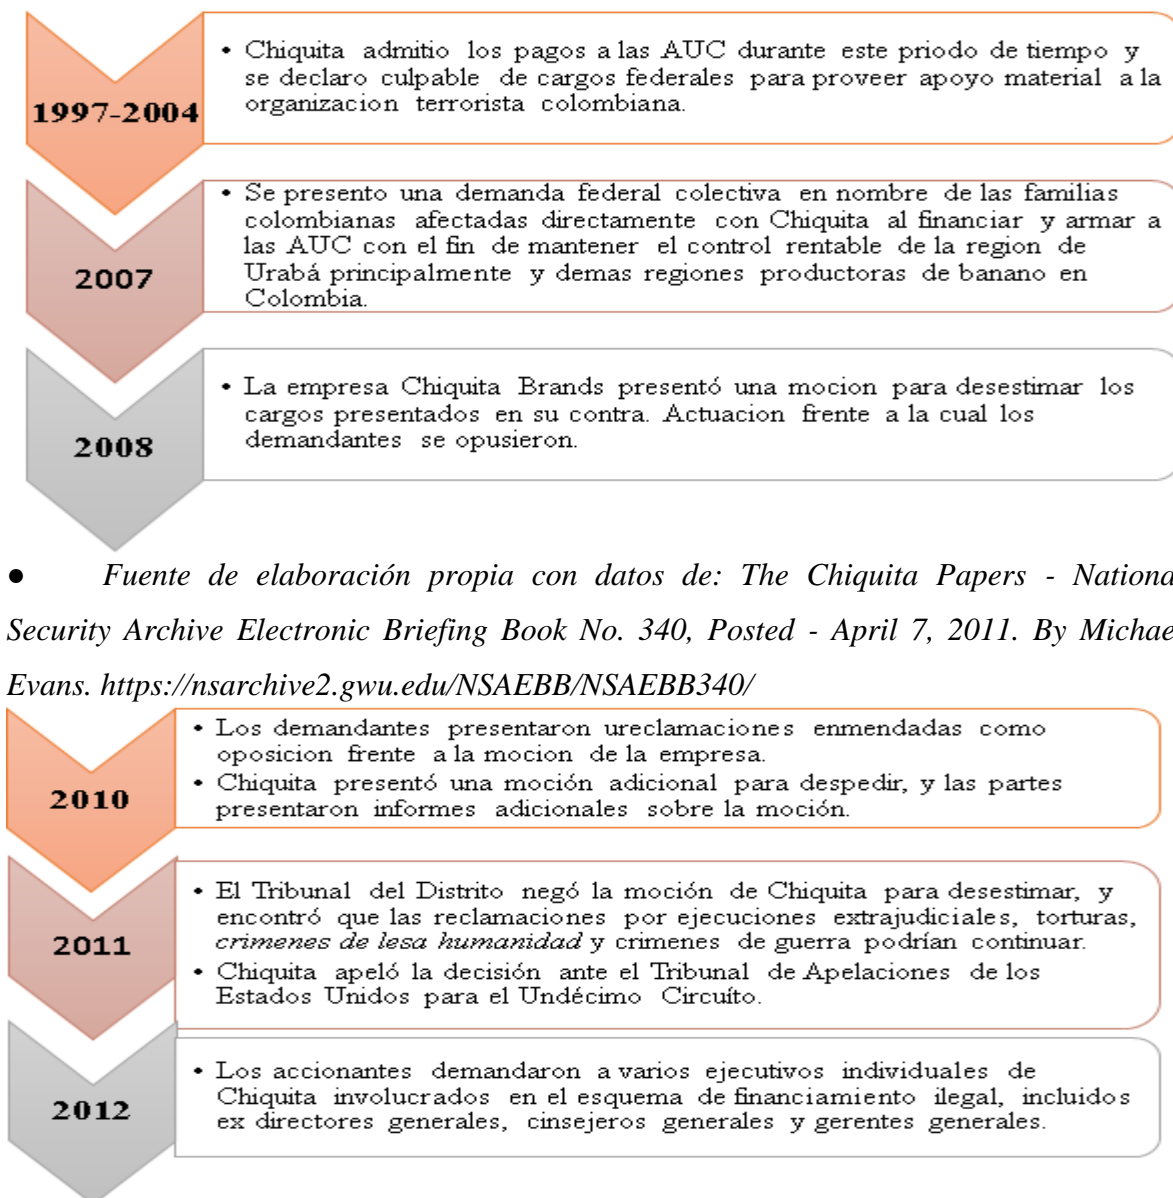 1997-2004
• Chiquita admitio los pagos a las AUC durante este priodo de tiempo y
se declaro culpable de cargos federales para proveer apoyo material a la
organizacion terrorista colombiana.
2007
• Se presento una demanda federal colectiva en nombre de las familias
colombianas afectadas directamente con Chiquita al financiar y armar a
las AUC con el fin de mantener el control rentable de la region de
Urabá principalmente y demas regiones productoras de banano en
Colombia.
2008
• La empresa Chiquita Brands presentó una mocion para desestimar los
cargos presentados en su contra. Actuacion frente a la cual los
demandantes se opusieron.
● Fuente de elaboración propia con datos de: The Chiquita Papers - Nationa
Security Archive Electronic Briefing Book No. 340, Posted - April 7, 2011. By Michae
Evans. https://nsarchive2.gwu.edu/NSAEBB/NSAEBB340/
2010
• Los demandantes presentaron ureclamaciones enmendadas como
oposicion frente a la mocion de la empresa.
• Chiquita presentó una moción adicional para despedir, y las partes
presentaron informes adicionales sobre la moción.
2011
• El Tribunal del Distrito negó la moción de Chiquita para desestimar, y
encontró que las reclamaciones por ejecuciones extrajudiciales, torturas,
crimenes de lesa humanidad y crimenes de guerra podrían continuar.
• Chiquita apeló la decisión ante el Tribunal de Apelaciones de los
Estados Unidos para el Undécimo Circuíto.
2012
• Los accionantes demandaron a varios ejecutivos individuales de
Chiquita involucrados en el esquema de financiamiento ilegal, incluidos
ex directores generales, cinsejeros generales y gerentes generales.